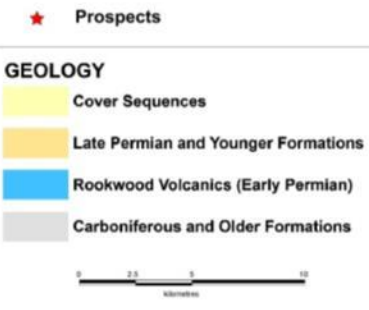 Prospects
GEOLOGY
Cover Sequences
Late Permian and Younger Formations
Rookwood Volcanics (Early Permian)
Carboniferous and Older Formations
0 2.5 5 10
kilometres